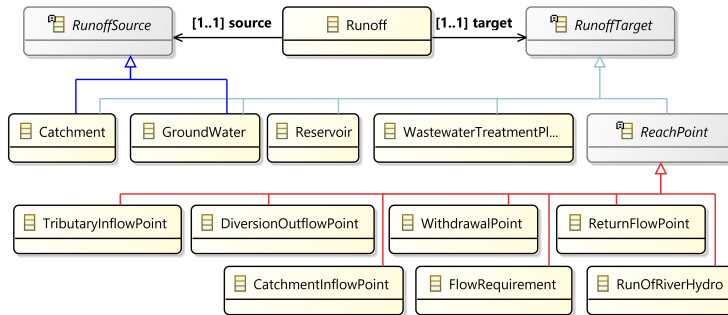 RunoffSource
[1..1] source
Runoff
[1..1] target
RunoffTarget
Catchment
GroundWater
Reservoir
WastewaterTreatmentPl...
ReachPoint
TributaryInflowPoint
DiversionOutflowPoint
WithdrawalPoint
ReturnFlowPoint
CatchmentInflowPoint
FlowRequirement
RunOfRiverHydro